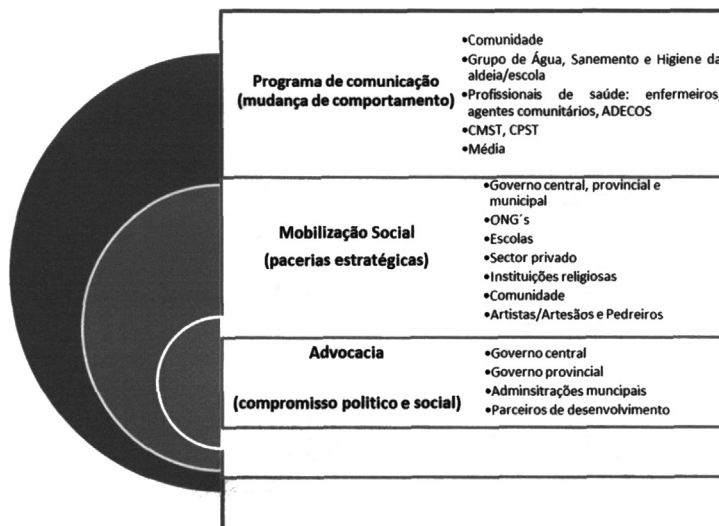 Programa de comunicação
(mudança de comportamento)
•Comunidade
•Grupo de Água, Sanemento e Higiene da
aldeia/escola
•Profissionais de saúde: enfermeiros,
agentes comunitários, ADECOS
•CMST, CPST
•Média
Mobilização Social
(pacerias estratégicas)
•Governo central, provincial e
municipal
•ONG´s
•Escolas
•Sector privado
•Instituições religiosas
•Comunidade
•Artistas/Artesãos e Pedreiros
Advocacia
(compromisso politico e social)
•Governo central
•Governo provincial
•Adminsitrações muncipais
•Parceiros de desenvolvimento